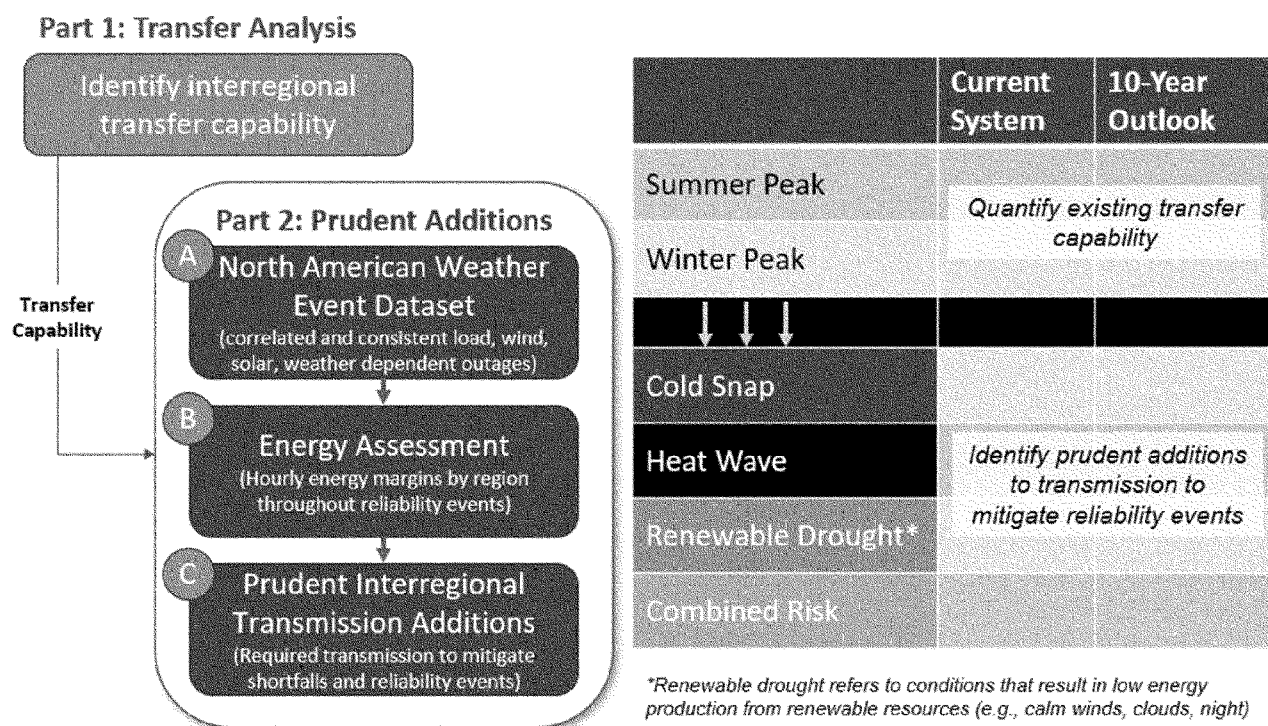 Part 1: Transfer Analysis
Identify interregional
transfer capability
Transfer
Capability
Part 2: Prudent Additions
A
North American Weather
Event Dataset
(correlated and consistent load, wind,
solar, weather dependent outages)
B
Energy Assessment
(Hourly energy margins by region
throughout reliability events)
C
Prudent Interregional
Transmission Additions
(Required transmission to mitigate
shortfalls and reliability events)
Current
System
10-Year
Outlook
Summer Peak
Winter Peak
Quantify existing transfer
capability
Cold Snap
Heat Wave
Renewable Drought*
Combined Risk
Identify prudent additions
to transmission to
mitigate reliability events
*Renewable drought refers to conditions that result in low energy
production from renewable resources (e.g., calm winds, clouds, night)